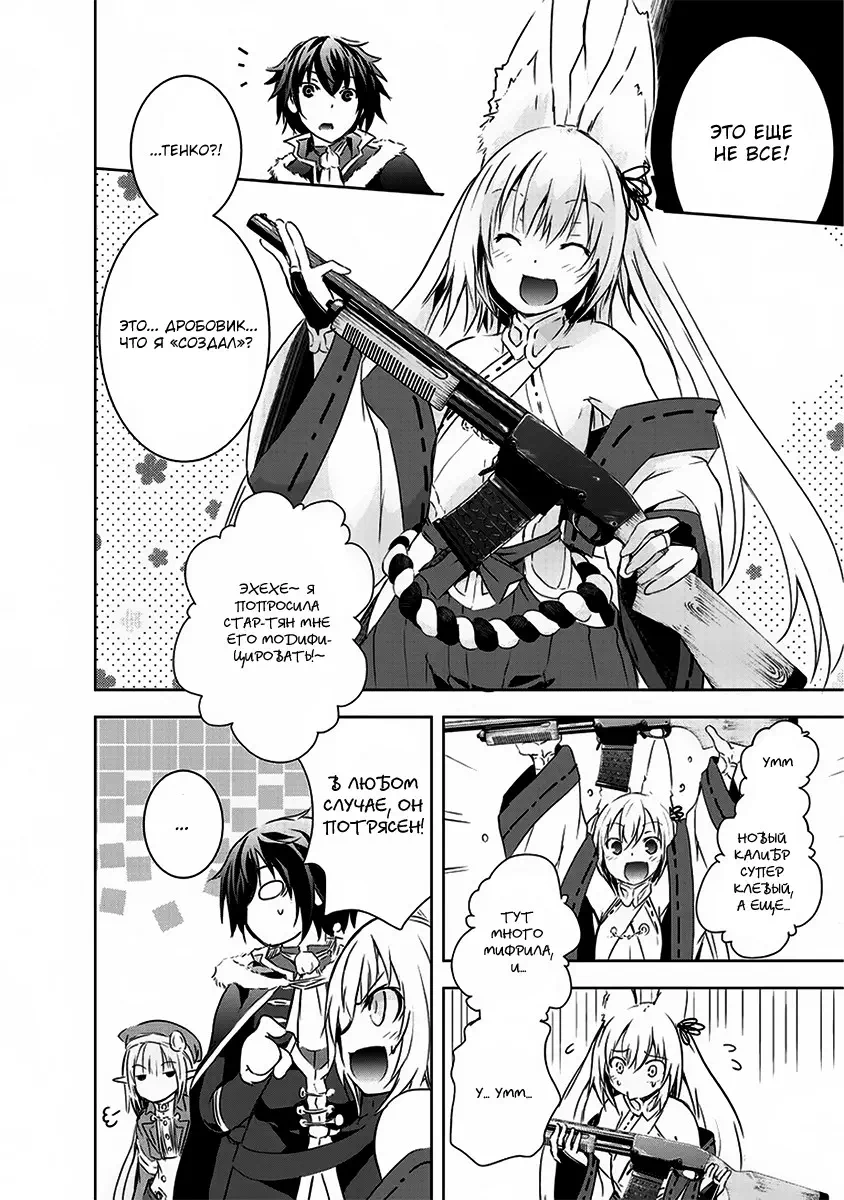 ЭТО ЕЩЕ
НЕ ВСЕ!
...ТЕНКО?!
ЭТО... ДРОБОВИК...
ЧТО Я «СОЗДАЛ»?
ЭХЕХЕ~ Я
ПОПРОСИЛА
СТАР-ТЯН МНЕ
ЕГО МОДИФИ-
ЦИРОВАТЬ!~
УММ
НОВЫЙ
КАЛИБР
СУПЕР
КЛЕВЫЙ,
А ЕЩЕ...
ТУТ
МНОГО
МИФРИЛА,
И...
У... УММ...
В ЛЮБОМ
СЛУЧАЕ, ОН
ПОТРЯСЕН!
...